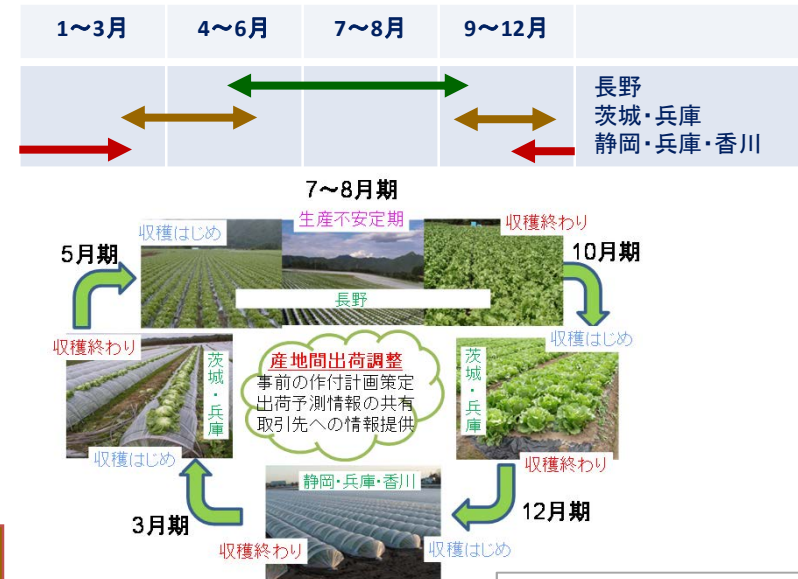 1～3月 4～6月 7～8月 9～12月
長野
茨城・兵庫
静岡・兵庫・香川
7～8月期
生産不安定期
収穫はじめ
収穫終わり
5月期
10月期
長野
収穫終わり
収穫はじめ
茨城・兵庫
産地間出荷調整
事前の作付計画策定
出荷予測情報の共有
取引先への情報提供
茨城・兵庫
収穫はじめ
収穫終わり
静岡・兵庫・香川
3月期
12月期
収穫終わり
収穫はじめ